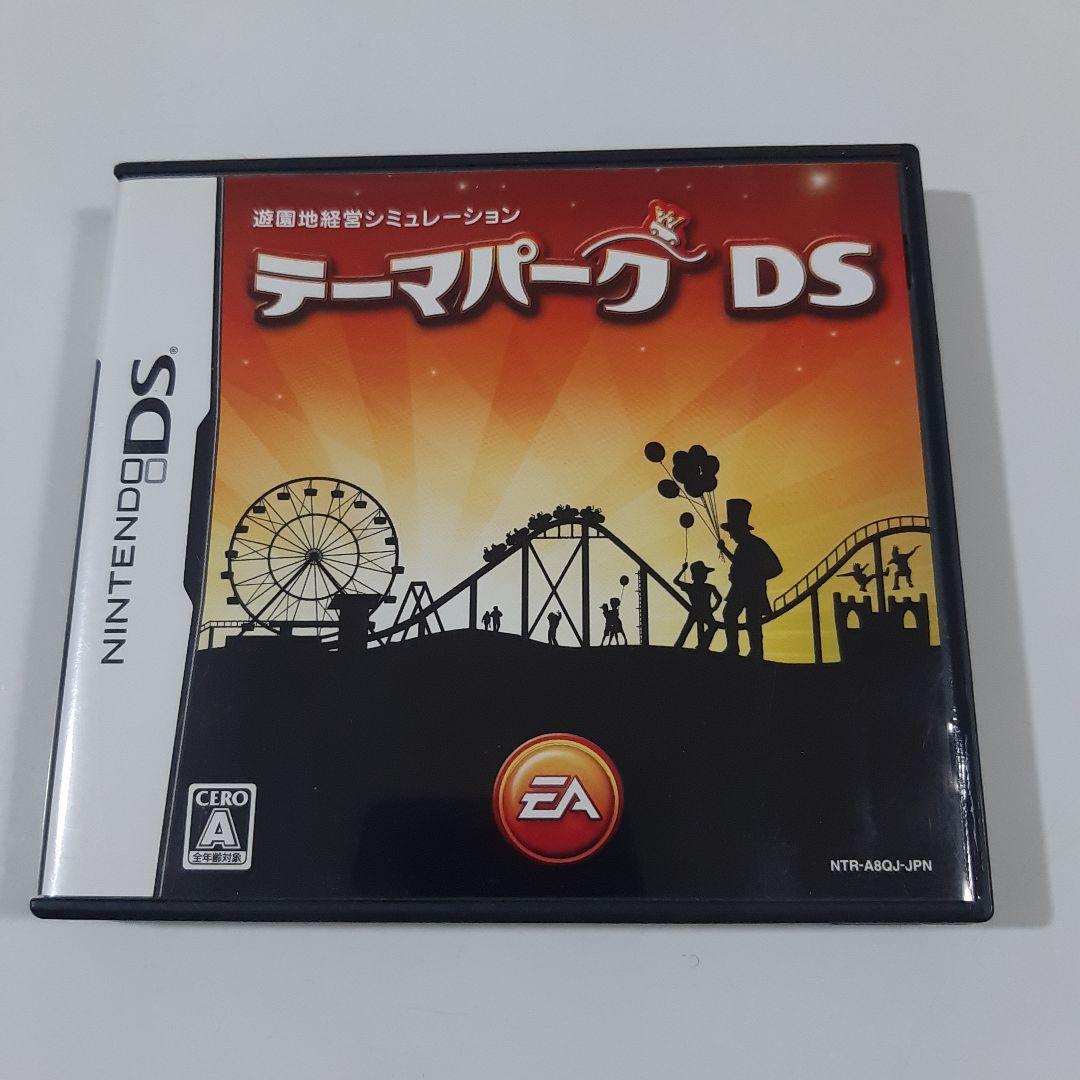 遊園地経営シミュレーション
テーマパーク DS
NINTENDO DS®
EA
CERO
A
全年齢対象
NTR-A8QJ-JPN